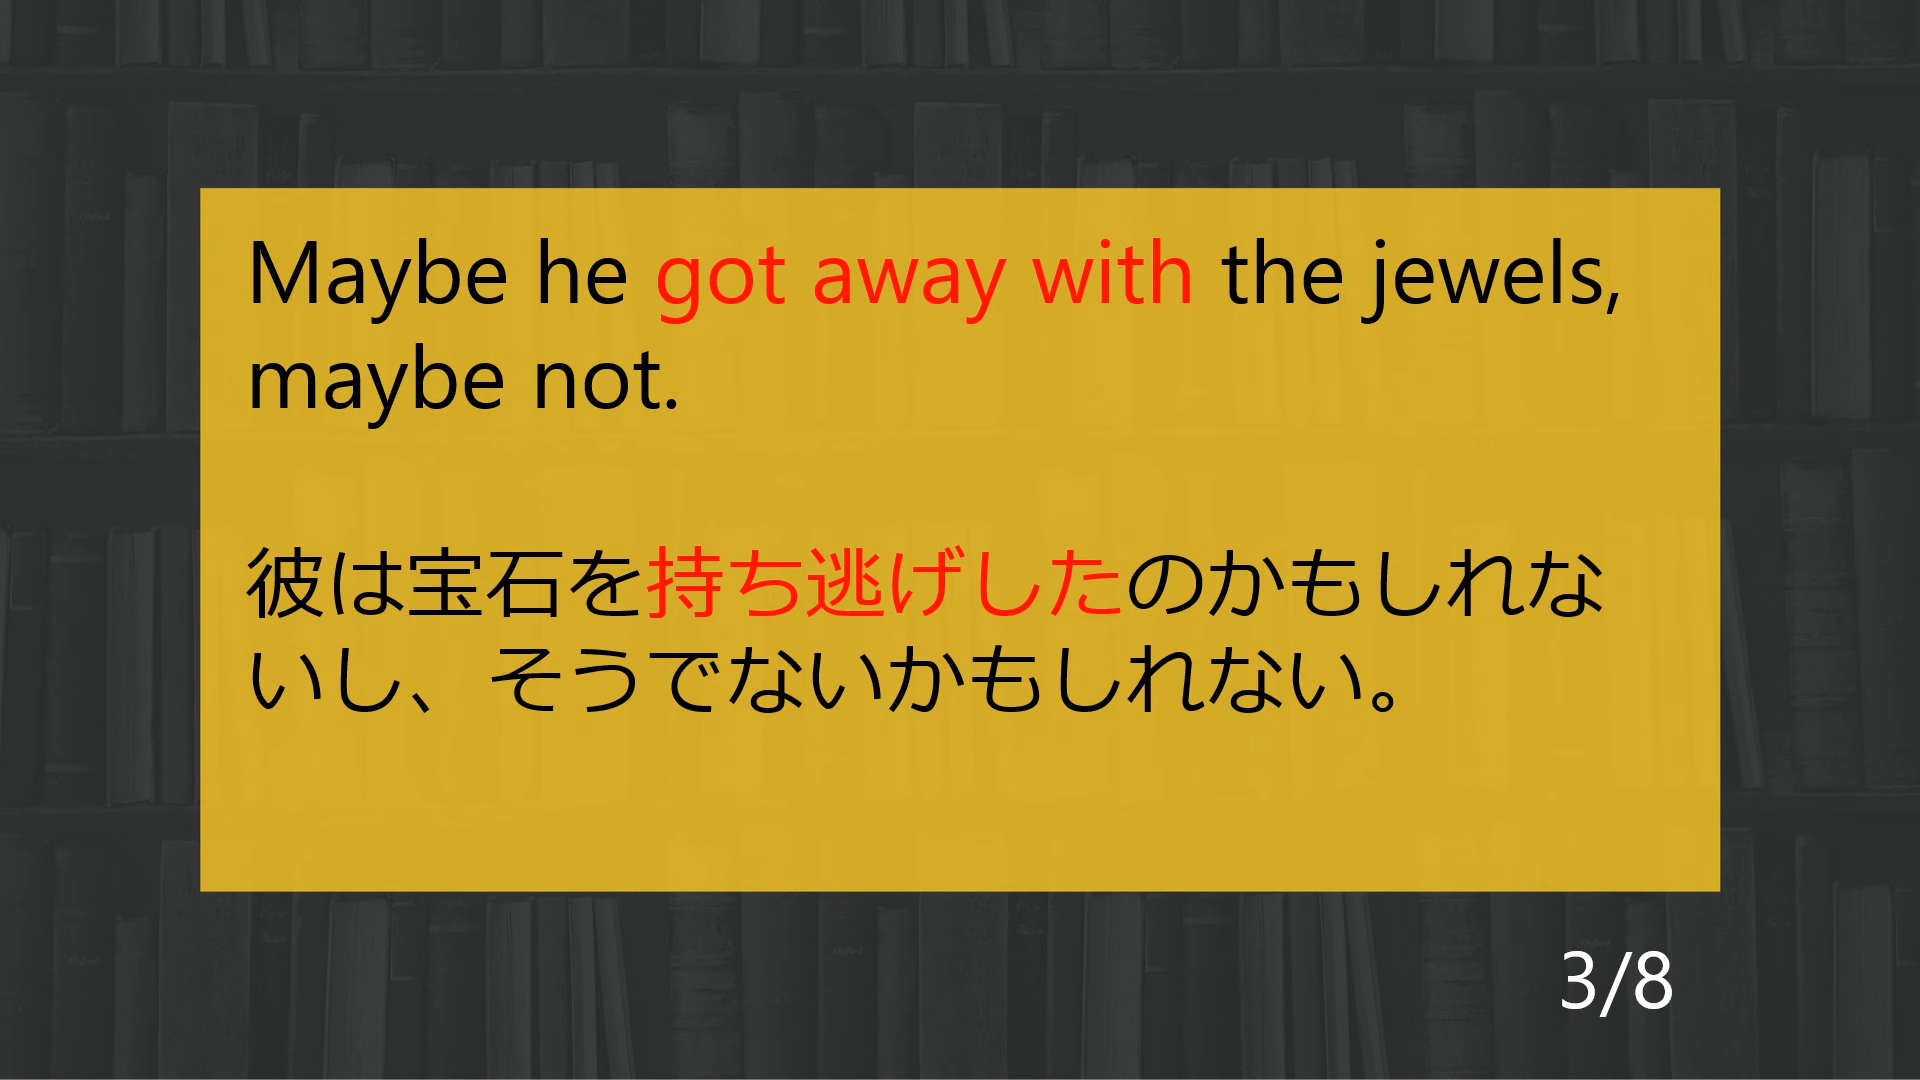 Maybe he got away with the jewels,
maybe not.
彼は宝石を持ち逃げしたのかもしれな
いし、そうでないかもしれない。
3/8